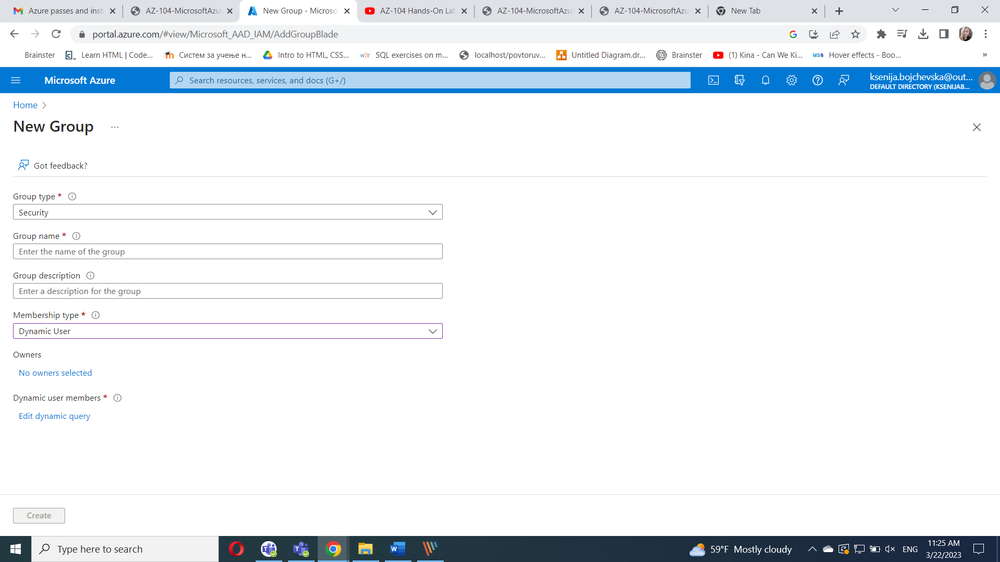 Azure passes and inst
AZ-104-MicrosoftAzu
New Group - Microso
AZ-104 Hands-On Lab
AZ-104-MicrosoftAzu
AZ-104-MicrosoftAzu
New Tab
portal.azure.com/#view/Microsoft_AAD_IAM/AddGroupBlade
Brainster
Learn HTML | Code...
Систем за учење н...
Intro to HTML, CSS...
w3r SQL exercises on m...
localhost/povtoruv...
Untitled Diagram.dr...
Brainster
(1) Kina - Can We Ki...
MDB Hover effects - Boo...
»
Microsoft Azure
Search resources, services, and docs (G+/)
ksenija.bojchevska@out...
DEFAULT DIRECTORY (KSENIJAB...
Home >
New Group ...
Got feedback?
Group type *
Security
Group name *
Enter the name of the group
Group description
Enter a description for the group
Membership type *
Dynamic User
Owners
No owners selected
Dynamic user members *
Edit dynamic query
Create
Type here to search
59°F Mostly cloudy
ENG
11:25 AM
3/22/2023